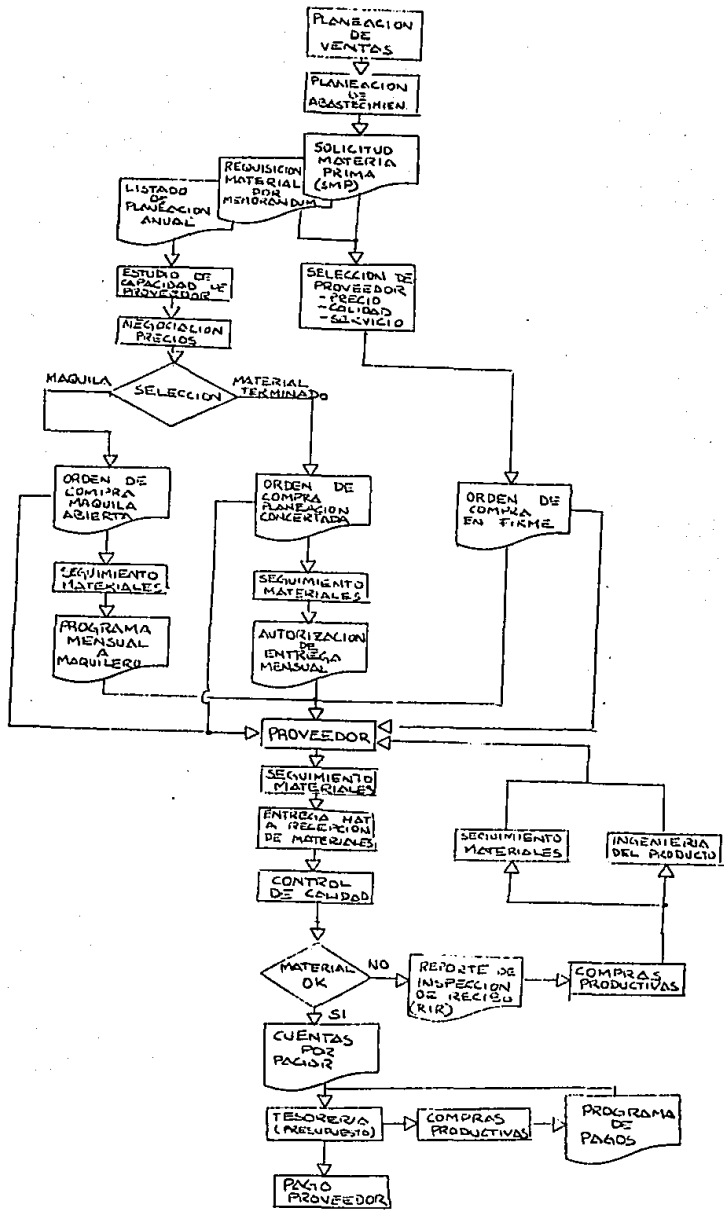 PLANEACION
DE
VENTAS
PLANEACION
DE
ABASTECIMIEN.
SOLICITUD
MATERIA
PRIMA
(SMP)
REQUISICION
MATERIAL
POR
MEMORANDUM
LISTADO
DE
PLANEACION
ANUAL
ESTUDIO DE
CAPACIDAD DE
PROVEEDOR
NEGOCIACION
PRECIOS
SELECCION DE
PROVEEDOR
-PRECIO
-CALIDAD
-SERVICIO
MAQUILA
SELECCION
MATERIAL
TERMINADO
ORDEN DE
COMPRA
MAQUILA
ABIERTA
ORDEN DE
COMPRA
PLANEACION
CONCERTADA
ORDEN DE
COMPRA
EN FIRME
SEGUIMIENTO
MATERIALES
SEGUIMIENTO
MATERIALES
PROGRAMA
MENSUAL
A
MAQUILERO
AUTORIZACION
DE
ENTREGA
MENSUAL
PROVEEDOR
SEGUIMIENTO
MATERIALES
ENTREGA MAT
A RECEPCION
DE MATERIALES
SEGUIMIENTO
MATERIALES
INGENIERIA
DEL PRODUCTO
CONTROL
DE CALIDAD
MATERIAL
OK
NO
REPORTE DE
INSPECCION
DE RECIBO
(RIR)
COMPRAS
PRODUCTIVAS
SI
CUENTAS
POR
PAGAR
TESORERIA
(PRESUPUESTO)
COMPRAS
PRODUCTIVAS
PROGRAMA
DE
PAGOS
PAGO
PROVEEDOR